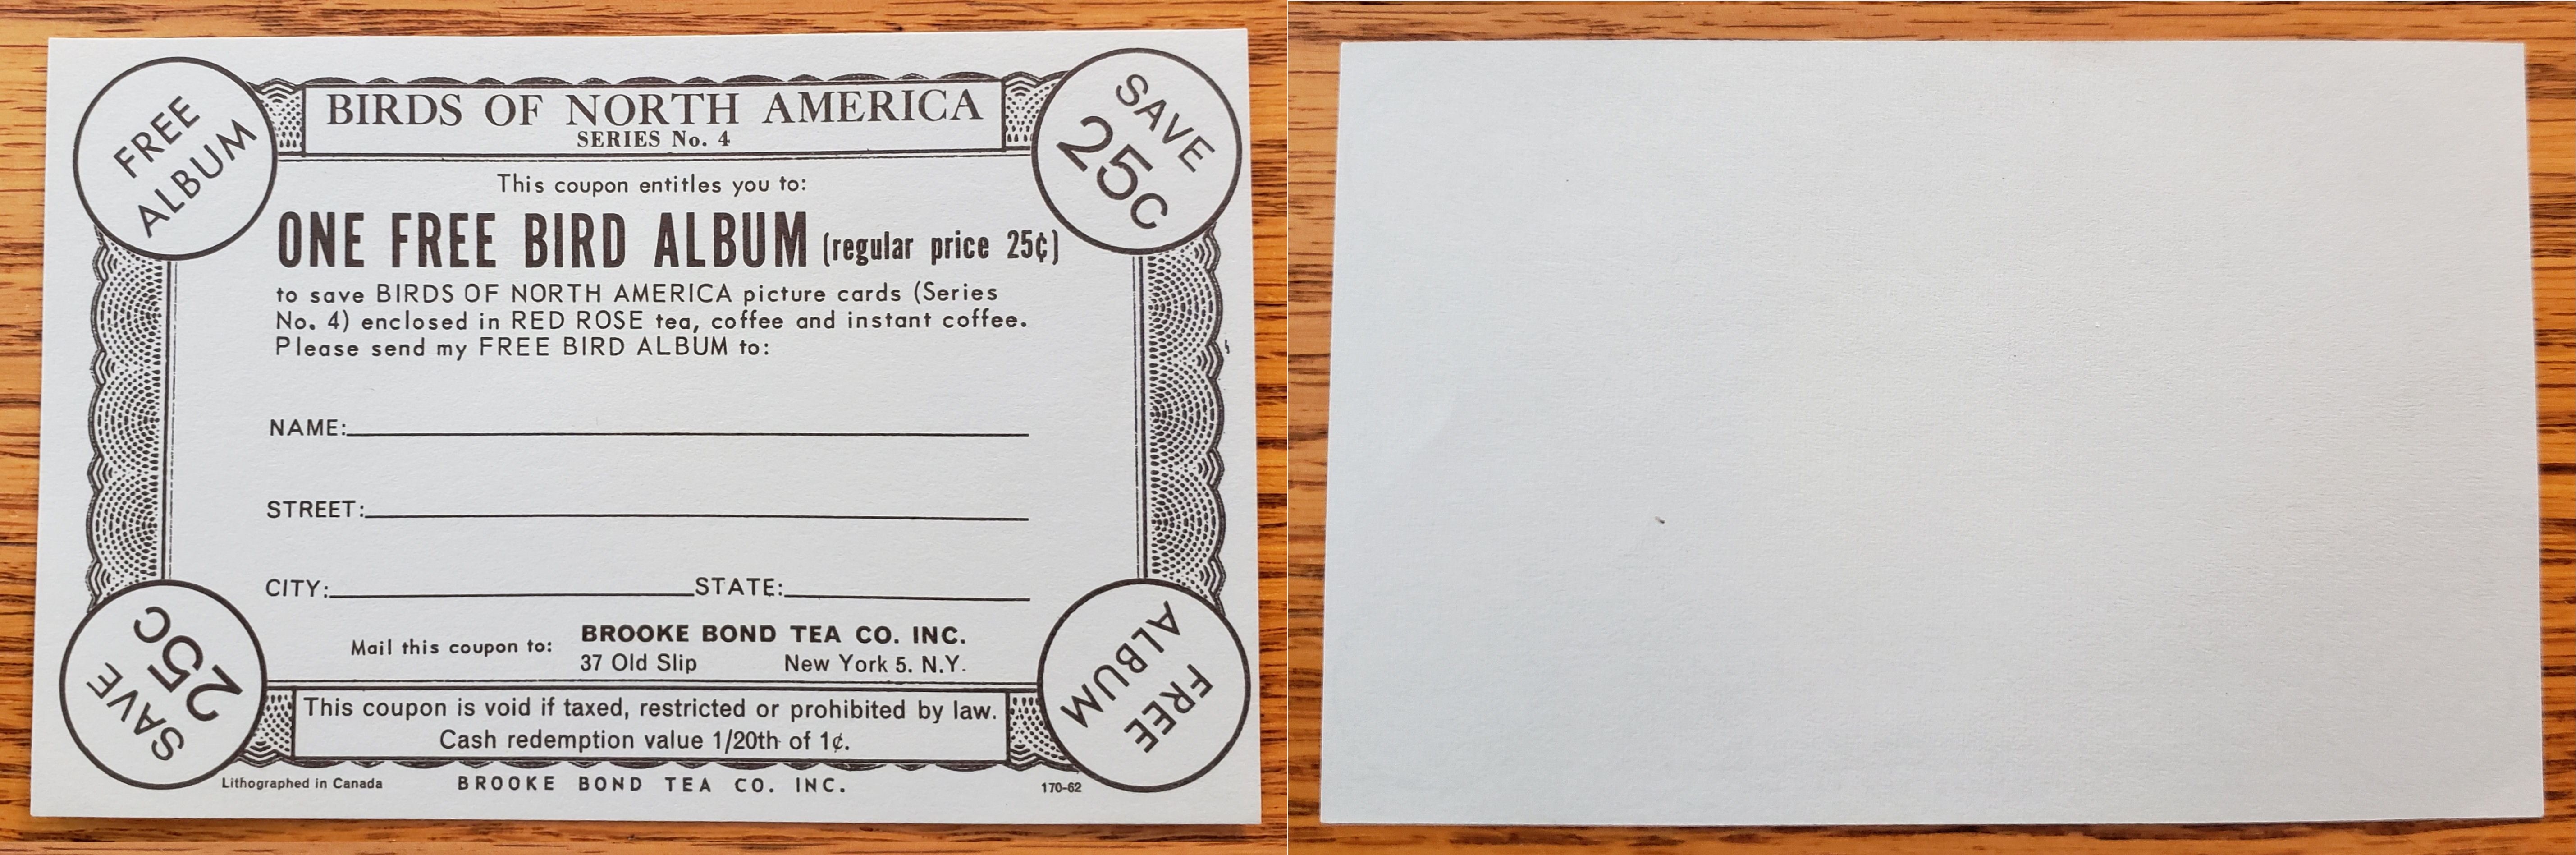 FREE
ALBUM
BIRDS OF NORTH AMERICA
SERIES No. 4
SAVE
25c
This coupon entitles you to:
ONE FREE BIRD ALBUM (regular price 25¢)
to save BIRDS OF NORTH AMERICA picture cards (Series
No. 4) enclosed in RED ROSE tea, coffee and instant coffee.
Please send my FREE BIRD ALBUM to:
NAME:
STREET:
CITY: STATE:
Mail this coupon to: BROOKE BOND TEA CO. INC.
37 Old Slip New York 5. N.Y.
SAVE
25c
FREE
ALBUM
This coupon is void if taxed, restricted or prohibited by law.
Cash redemption value 1/20th of 1¢.
Lithographed in Canada BROOKE BOND TEA CO. INC. 170-62